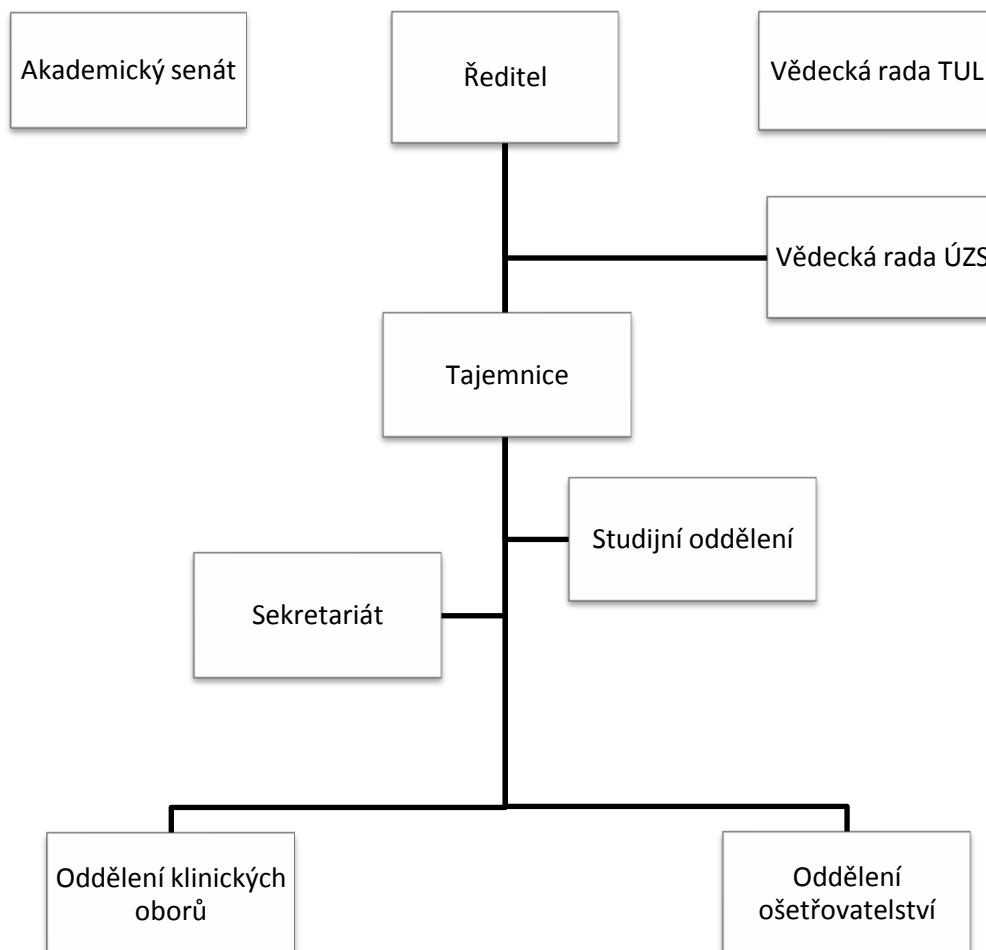 Akademický senát
Ředitel
Vědecká rada TUL
Vědecká rada ÚZS
Tajemnice
Studijní oddělení
Sekretariát
Oddělení klinických
oborů
Oddělení
ošetřovatelství